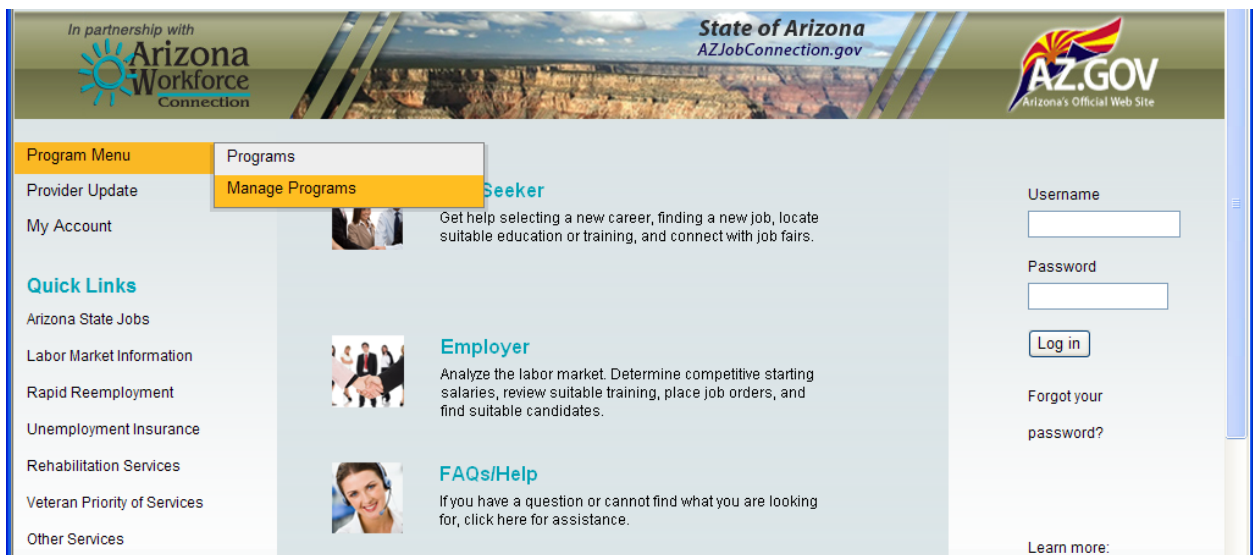 In partnership with
Arizona
Workforce
Connection
State of Arizona
AZJobConnection.gov
AZ.GOV
Arizona's Official Web Site
Program Menu
Provider Update
My Account
Programs
Manage Programs
Quick Links
Arizona State Jobs
Labor Market Information
Rapid Reemployment
Unemployment Insurance
Rehabilitation Services
Veteran Priority of Services
Other Services
Seeker
Get help selecting a new career, finding a new job, locate
suitable education or training, and connect with job fairs.
Employer
Analyze the labor market. Determine competitive starting
salaries, review suitable training, place job orders, and
find suitable candidates.
FAQs/Help
If you have a question or cannot find what you are looking
for, click here for assistance.
Username
Password
Log in
Forgot your
password?
Learn more: